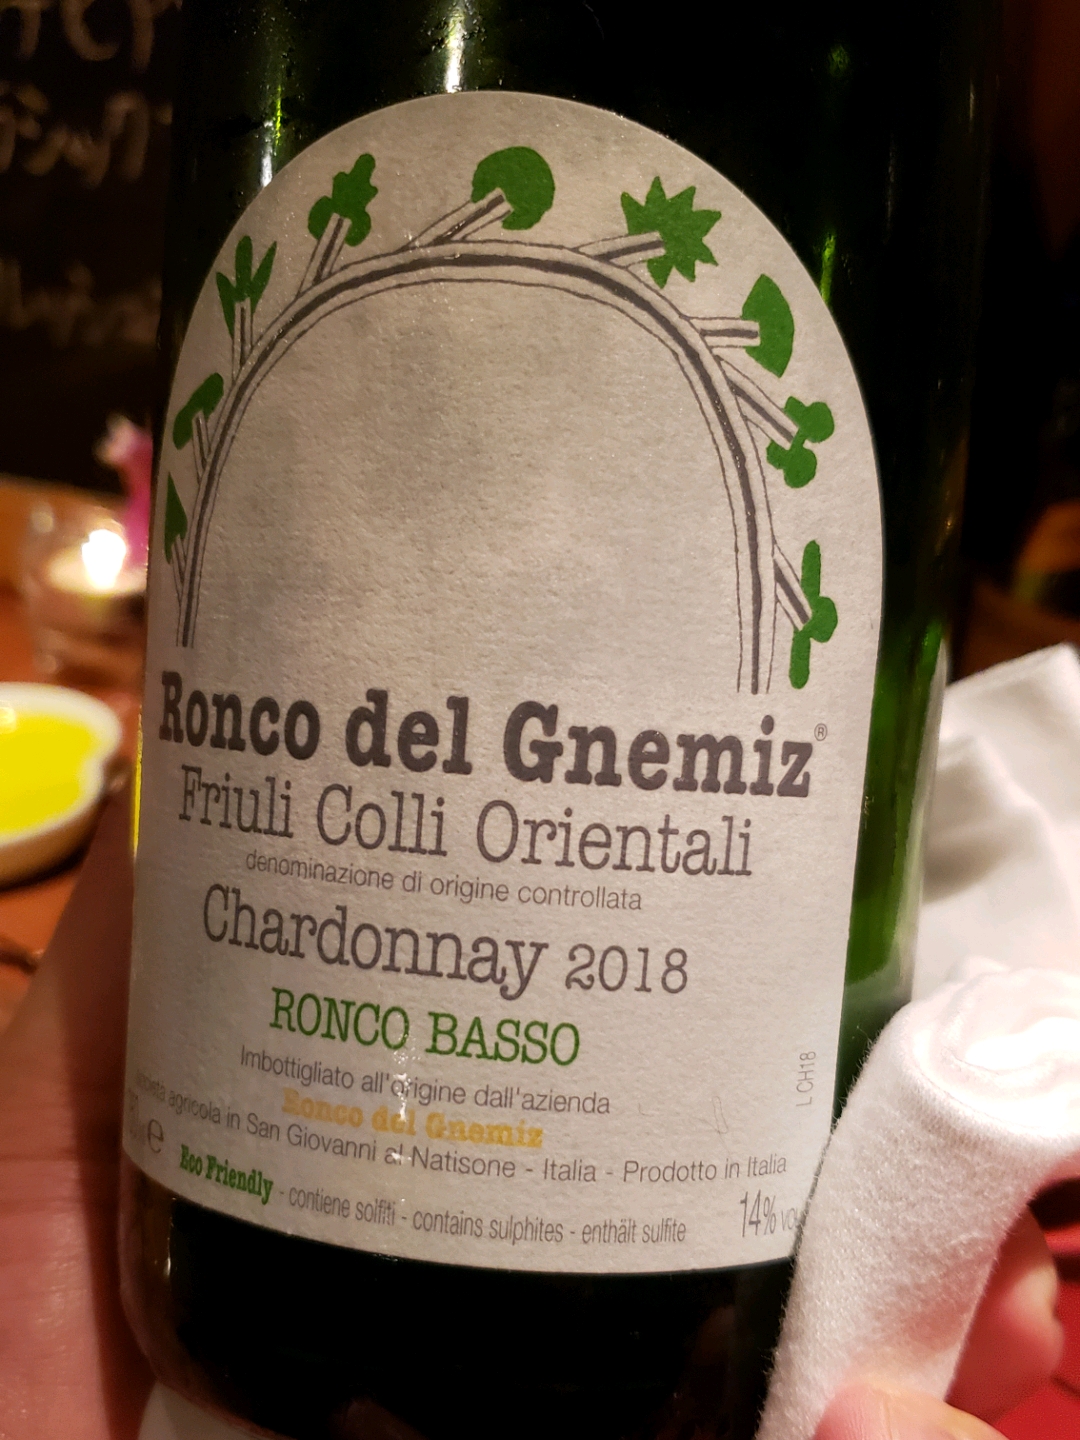 Ronco del Gnemiz®
Friuli Colli Orientali
denominazione di origine controllata
Chardonnay 2018
RONCO BASSO
Imbottigliato all'origine dall'azienda
Ronco del Gnemiz
agricola in San Giovanni al Natisone - Italia - Prodotto in Italia
e
Eco Friendly - contiene solfiti - contains sulphites - enthält sulfite
14% vol
L CH18